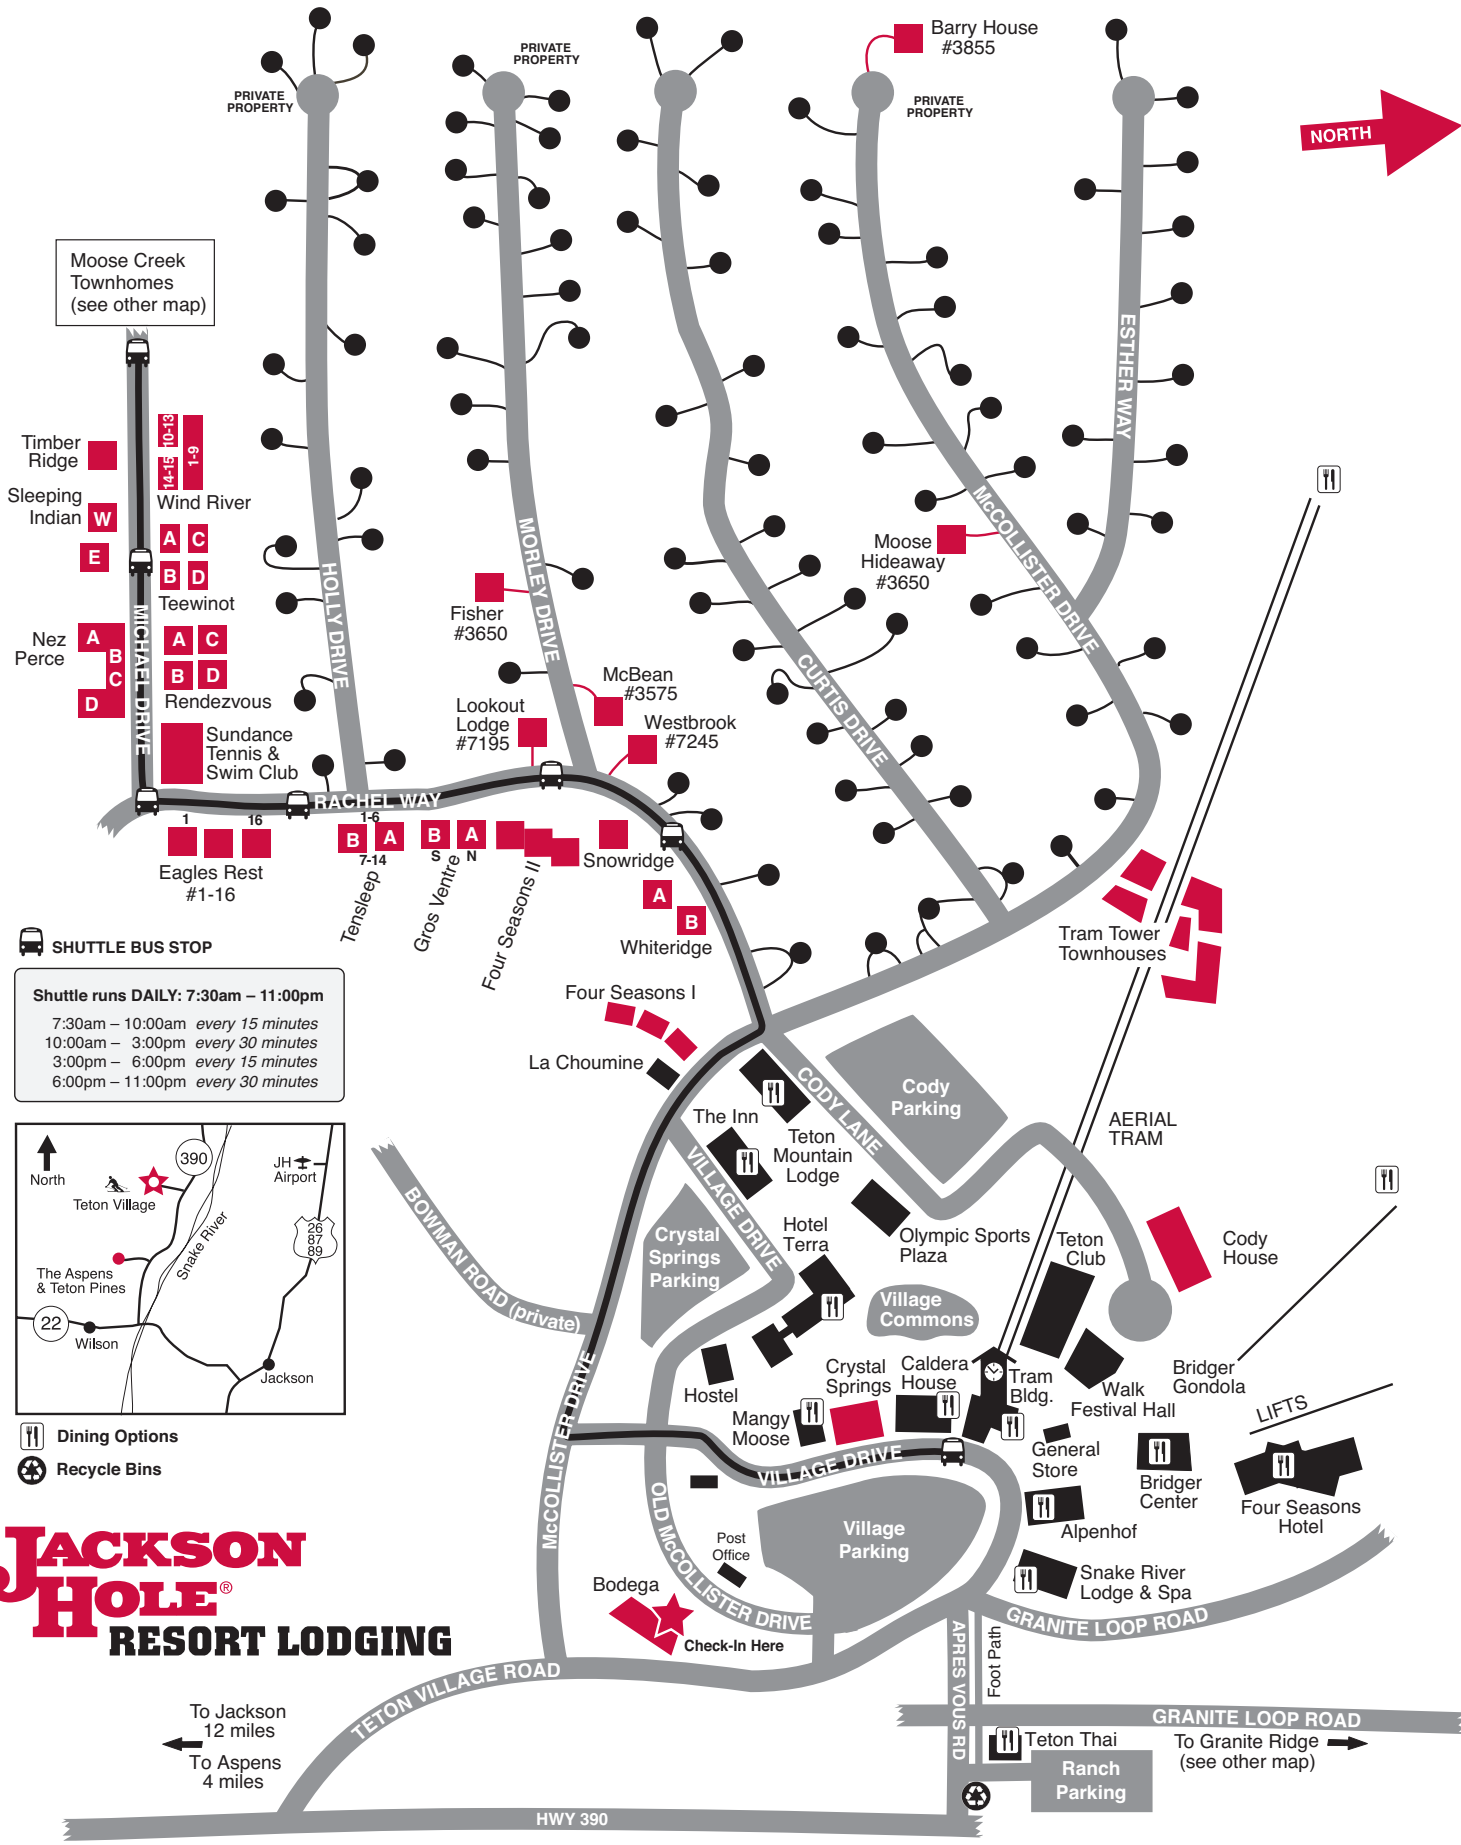 PRIVATE
PROPERTY
PRIVATE
PROPERTY
Barry House
#3855
PRIVATE
PROPERTY
NORTH
Moose Creek
Townhomes
(see other map)
ESTHER WAY
Timber
Ridge
10-13
14-15
1-9
Wind River
Sleeping
Indian
W
E
A
C
B
D
Teewinot
Nez
Perce
A
B
C
D
MICHAEL DRIVE
A
C
B
D
Rendezvous
Sundance
Tennis &
Swim Club
HOLLY DRIVE
MORLEY DRIVE
Fisher
#3650
McCOLLISTER DRIVE
Moose
Hideaway
#3650
CURTIS DRIVE
McBean
#3575
Lookout
Lodge
#7195
Westbrook
#7245
RACHEL WAY
1
16
Eagles Rest
#1-16
1-6
B
A
7-14
Tensleep
B
A
S
N
Gros Ventre
Four Seasons II
Snowridge
A
B
Whiteridge
Tram Tower
Townhouses
SHUTTLE BUS STOP
Shuttle runs DAILY: 7:30am – 11:00pm
7:30am – 10:00am every 15 minutes
10:00am – 3:00pm every 30 minutes
3:00pm – 6:00pm every 15 minutes
6:00pm – 11:00pm every 30 minutes
Four Seasons I
La Choumine
CODY LANE
Cody
Parking
AERIAL
TRAM
The Inn
Teton
Mountain
Lodge
VILLAGE DRIVE
North
390
JH
Airport
Teton Village
26
87
89
Snake River
The Aspens
& Teton Pines
22
Wilson
Jackson
BOWMAN ROAD (private)
Crystal
Springs
Parking
Hotel
Terra
Olympic Sports
Plaza
Teton
Club
Cody
House
Village
Commons
Hostel
Crystal
Springs
Caldera
House
Tram
Bldg.
Walk
Festival Hall
Bridger
Gondola
LIFTS
Mangy
Moose
McCOLLISTER DRIVE
VILLAGE DRIVE
General
Store
Bridger
Center
Four Seasons
Hotel
Dining Options
Recycle Bins
OLD McCOLLISTER DRIVE
Village
Parking
Alpenhof
Post
Office
Bodega
Check-In Here
Snake River
Lodge & Spa
GRANITE LOOP ROAD
JACKSON
HOLE®
RESORT LODGING
TETON VILLAGE ROAD
APRES VOUS RD
Foot Path
GRANITE LOOP ROAD
To Jackson
12 miles
To Aspens
4 miles
Teton Thai
To Granite Ridge
(see other map)
Ranch
Parking
HWY 390